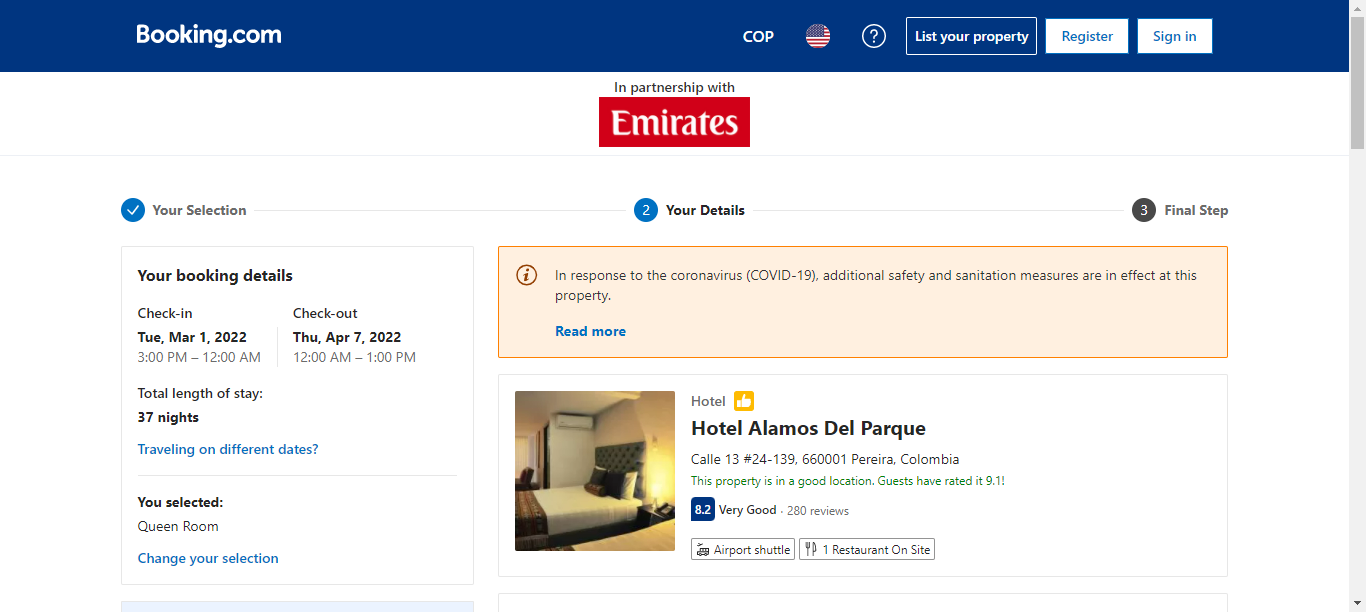 Booking.com
COP
?
List your property
Register
Sign in
In partnership with
Emirates
Your Selection
2 Your Details
3 Final Step
Your booking details
Check-in
Tue, Mar 1, 2022
3:00 PM – 12:00 AM
Check-out
Thu, Apr 7, 2022
12:00 AM – 1:00 PM
Total length of stay:
37 nights
Traveling on different dates?
You selected:
Queen Room
Change your selection
i
In response to the coronavirus (COVID-19), additional safety and sanitation measures are in effect at this
property.
Read more
Hotel
Hotel Alamos Del Parque
Calle 13 #24-139, 660001 Pereira, Colombia
This property is in a good location. Guests have rated it 9.1!
8.2 Very Good · 280 reviews
Airport shuttle
1 Restaurant On Site